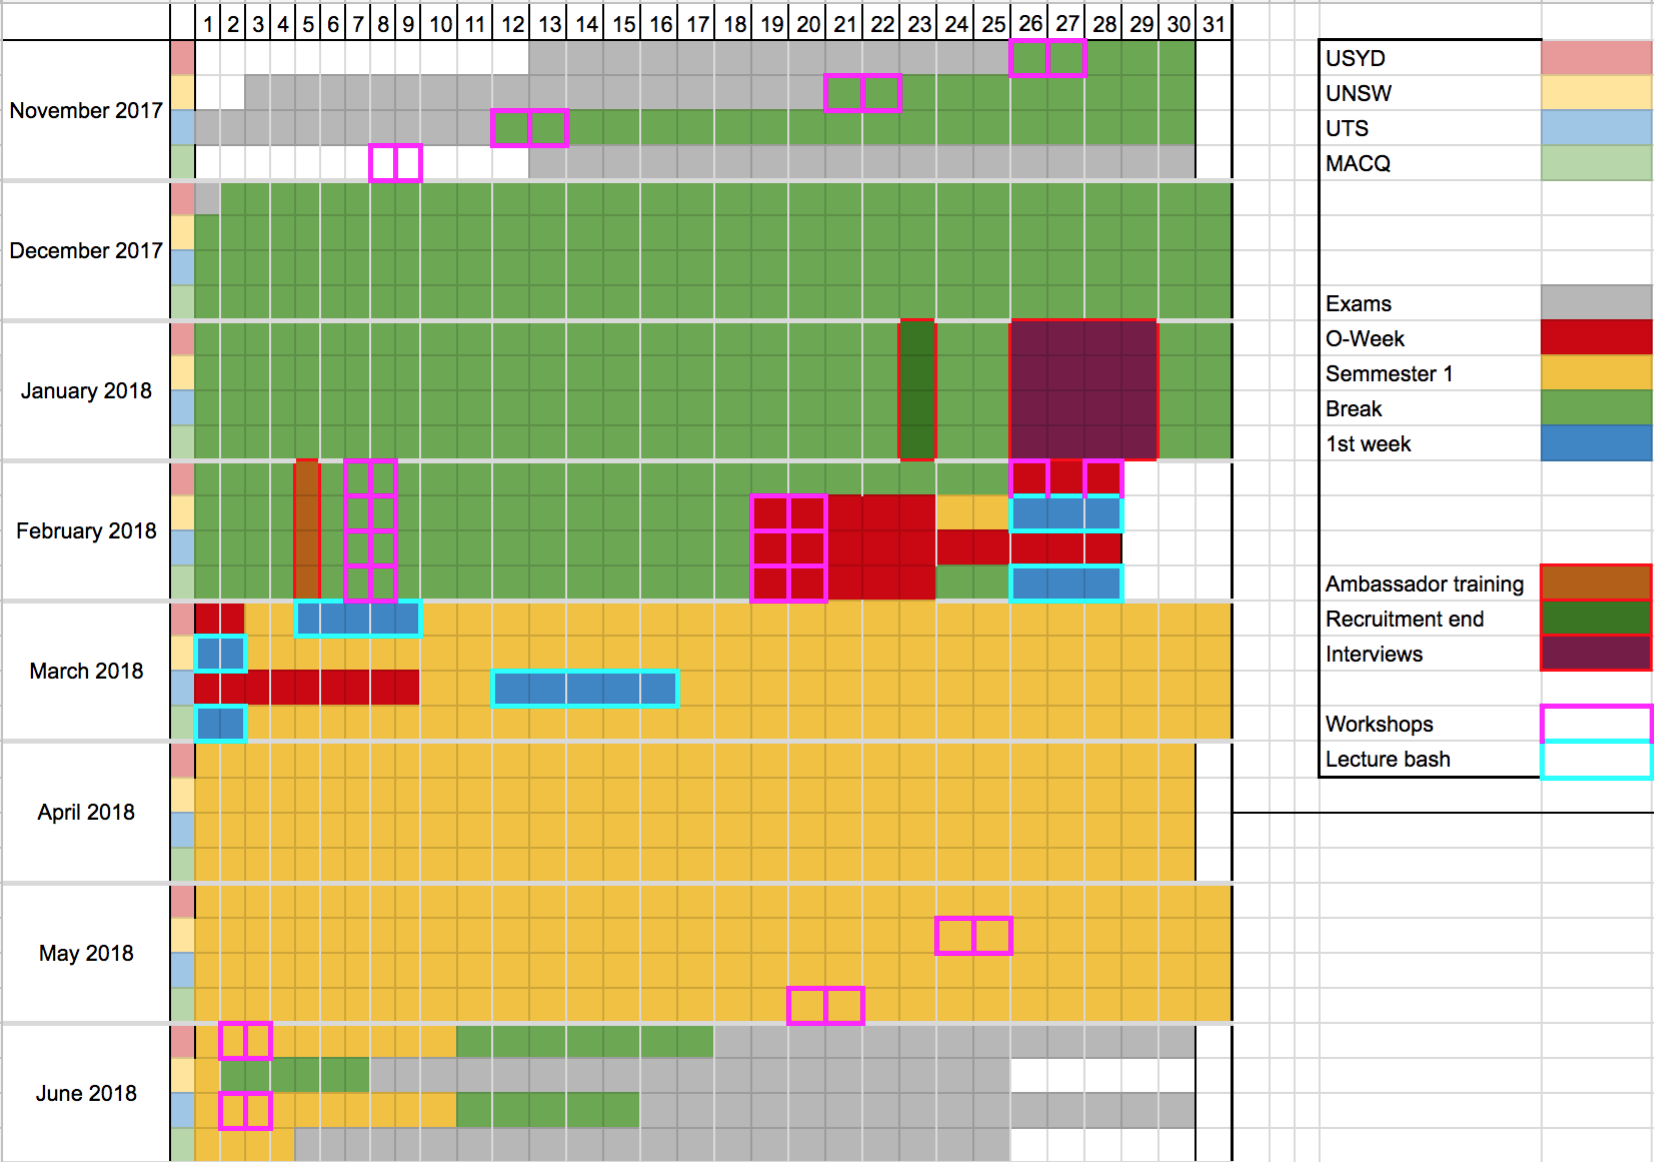 1 2 3 4 5 6 7 8 9 10 11 12 13 14 15 16 17 18 19 20 21 22 23 24 25 26 27 28 29 30 31
November 2017
December 2017
January 2018
February 2018
March 2018
April 2018
May 2018
June 2018
USYD
UNSW
UTS
MACQ
Exams
O-Week
Semmester 1
Break
1st week
Ambassador training
Recruitment end
Interviews
Workshops
Lecture bash